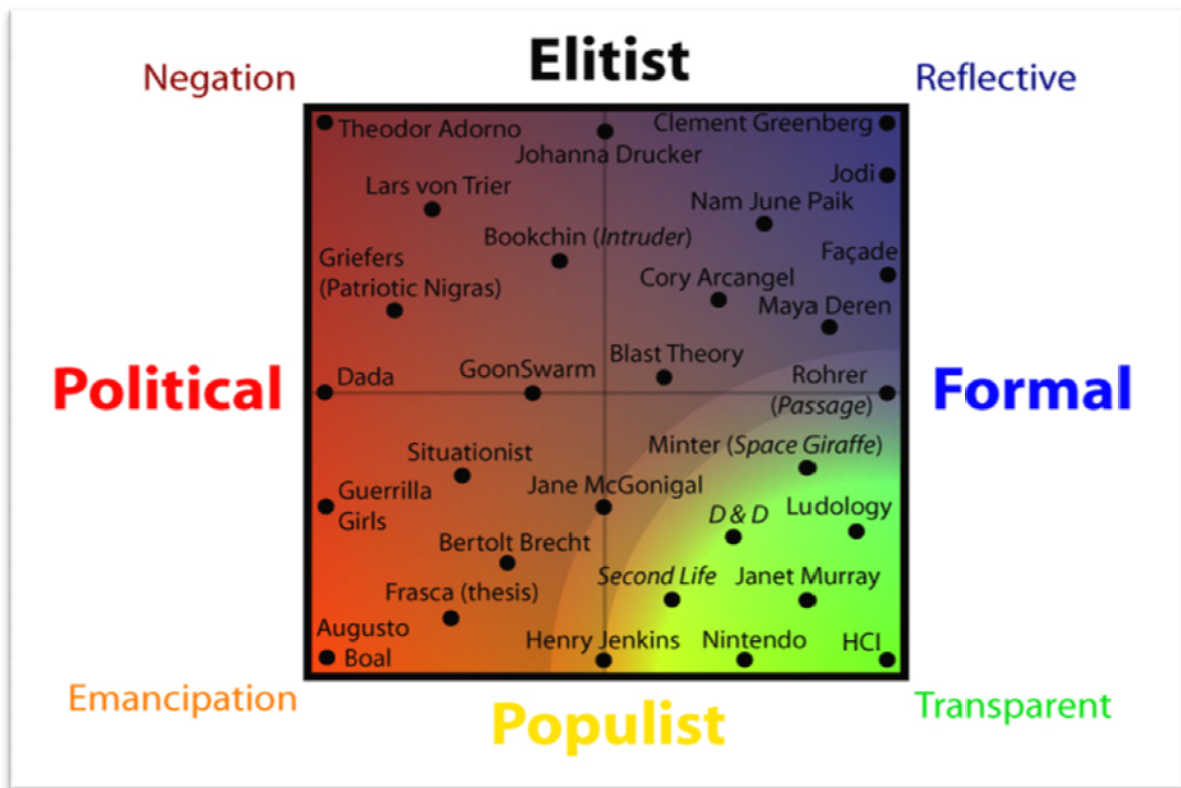 Elitist
Negation
Reflective
Theodor Adorno
Clement Greenberg
Johanna Drucker
Jodi
Lars von Trier
Nam June Paik
Bookchin (Intruder)
Façade
Griefers
(Patriotic Nigras)
Cory Arcangel
Maya Deren
Blast Theory
GoonSwarm
Dada
Rohrer
(Passage)
Political
Formal
Minter (Space Giraffe)
Situationist
Jane McGonigal
Guerrilla
Girls
D & D
Ludology
Bertolt Brecht
Second Life
Janet Murray
Frasca (thesis)
Augusto
Boal
Henry Jenkins
Nintendo
HCI
Emancipation
Transparent
Populist